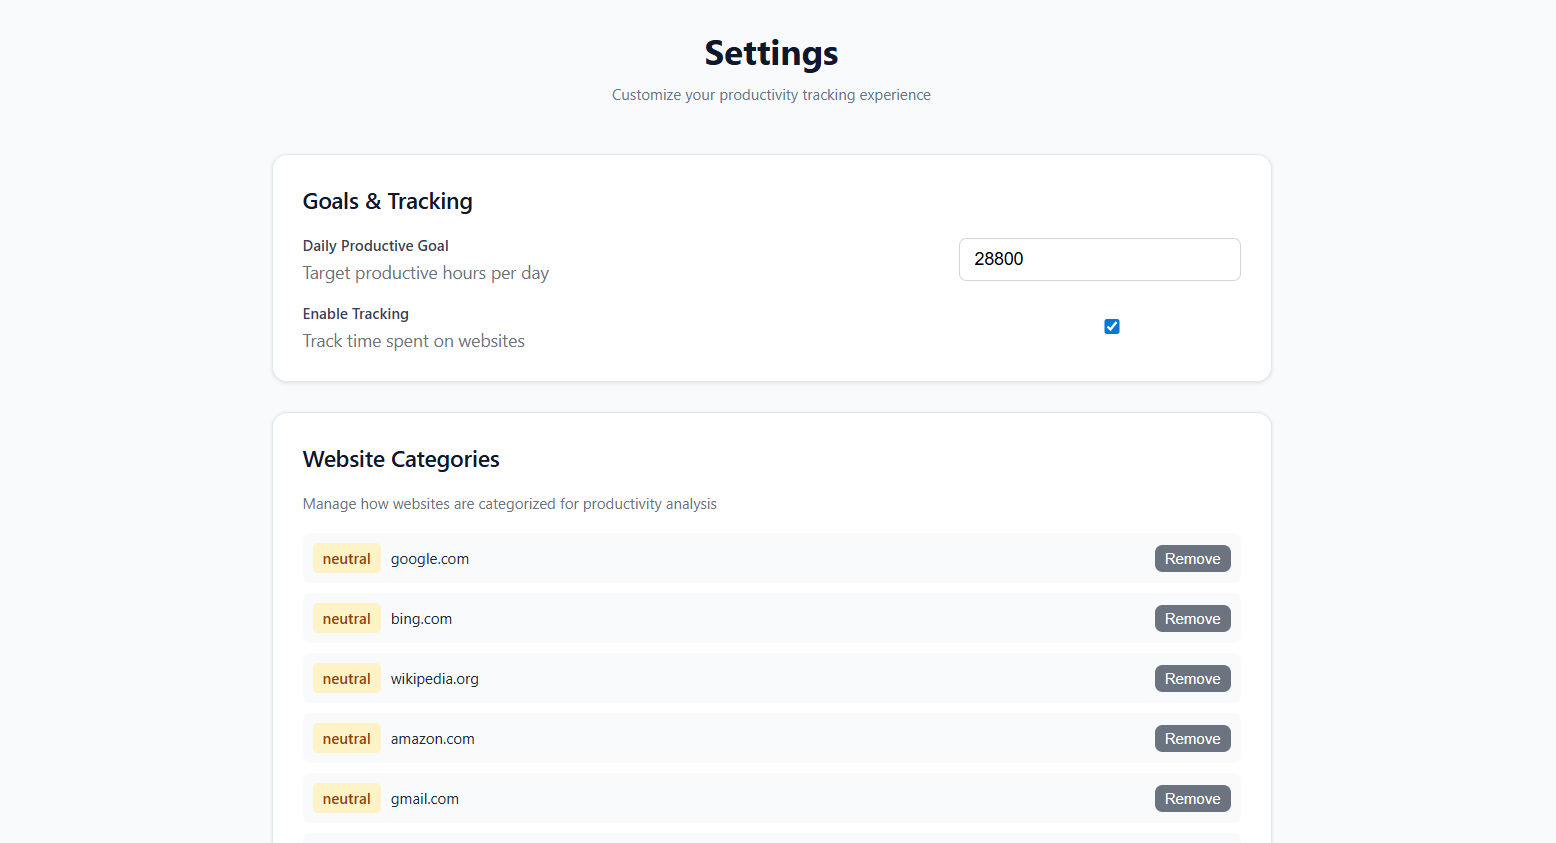 Settings
Customize your productivity tracking experience
Goals & Tracking
Daily Productive Goal
Target productive hours per day
28800
Enable Tracking
Track time spent on websites
Website Categories
Manage how websites are categorized for productivity analysis
neutral google.com Remove
neutral bing.com Remove
neutral wikipedia.org Remove
neutral amazon.com Remove
neutral gmail.com Remove